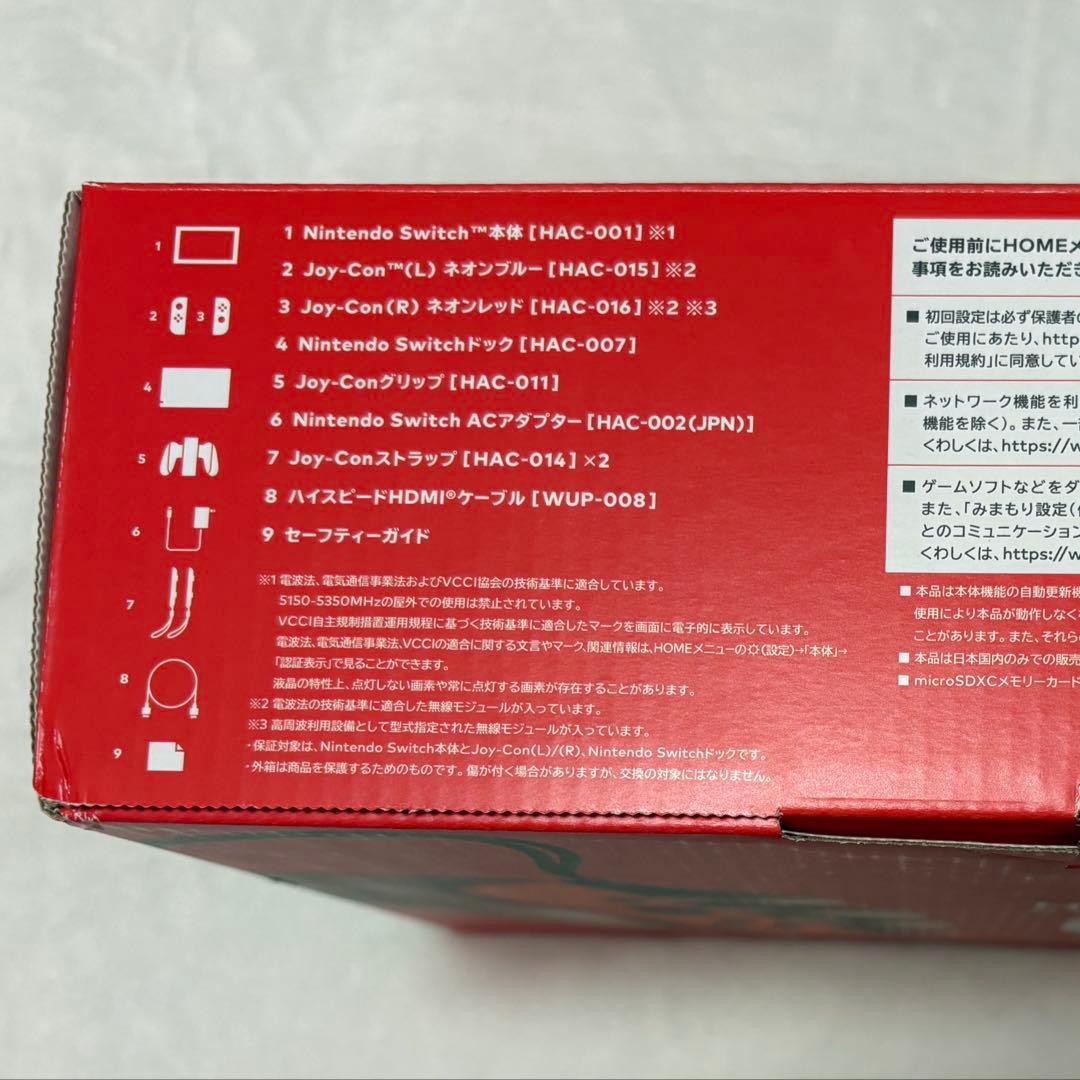 1 Nintendo Switch™本体[HAC-001]※1
2 Joy-Con™(L) ネオンブルー[HAC-015]※2
3 Joy-Con(R) ネオンレッド[HAC-016]※2 ※3
4 Nintendo Switchドック[HAC-007]
5 Joy-Conグリップ[HAC-011]
6 Nintendo Switch ACアダプター[HAC-002(JPN)]
7 Joy-Conストラップ[HAC-014]×2
8 ハイスピードHDMI®ケーブル[WUP-008]
9 セーフティーガイド
1
2 3
4
5
6
7
8
9
※1 電波法、電気通信事業法およびVCCI協会の技術基準に適合しています。
5150-5350MHzの屋外での使用は禁止されています。
VCCI自主規制措置運用規程に基づく技術基準に適合したマークを画面に電子的に表示しています。
電波法、電気通信事業法、VCCIの適合に関する文言やマーク、関連情報は、HOMEメニューの(設定)→「本体」→
「認証表示」で見ることができます。
液晶の特性上、点灯しない画素や常に点灯する画素が存在することがあります。
※2 電波法の技術基準に適合した無線モジュールが入っています。
※3 高周波利用設備として型式指定された無線モジュールが入っています。
・保証対象は、Nintendo Switch本体とJoy-Con(L)/(R)、Nintendo Switchドックです。
・外箱は商品を保護するためのものです。傷が付く場合がありますが、交換の対象にはなりません。
ご使用前にHOMEメ
事項をお読みいただき
■ 初回設定は必ず保護者の
ご使用にあたり、http
利用規約」に同意してい
■ ネットワーク機能を利
機能を除く)。また、一
くわしくは、https://w
■ ゲームソフトなどをダ
また、「みまもり設定(
とのコミュニケーション
くわしくは、https://w
■ 本品は本体機能の自動更新機
使用により本品が動作しなく
ことがあります。また、それら
■ 本品は日本国内のみでの販売
■ microSDXCメモリーカード